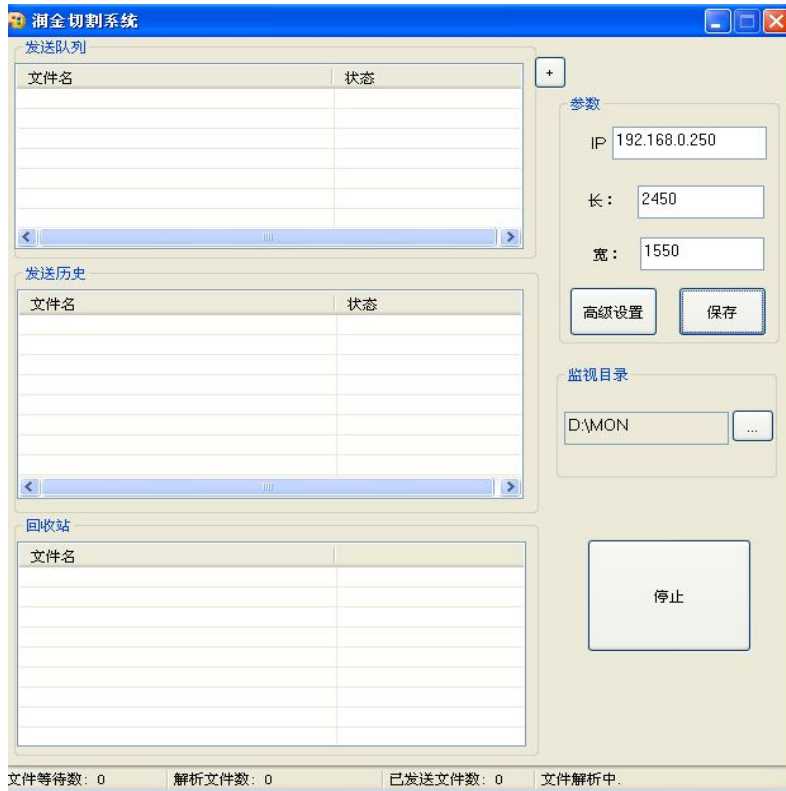 润金切割系统
发送队列
文件名 状态
+
参数
IP 192.168.0.250
长： 2450
宽： 1550
高级设置 保存
发送历史
文件名 状态
监视目录
D:\MON ...
回收站
文件名
停止
文件等待数: 0 解析文件数: 0 已发送文件数: 0 文件解析中.